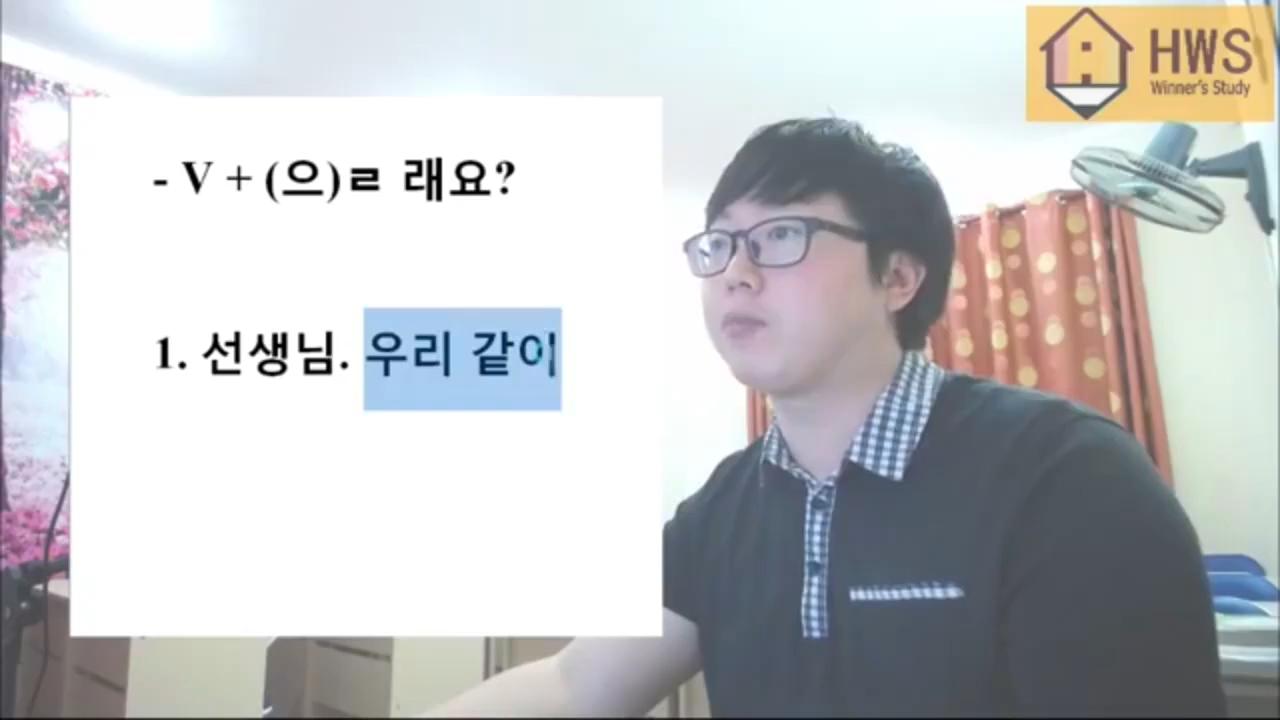 HWS
Winner's Study
- V + (으)ㄹ 래요?
1. 선생님. 우리 같이